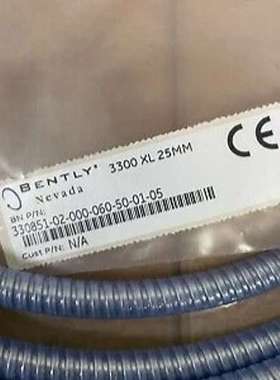 BENTLY 3300 XL 25MM
Nevada
BN P/N:
330851-02-000-060-50-01-05
Cust P/N: N/A
CE